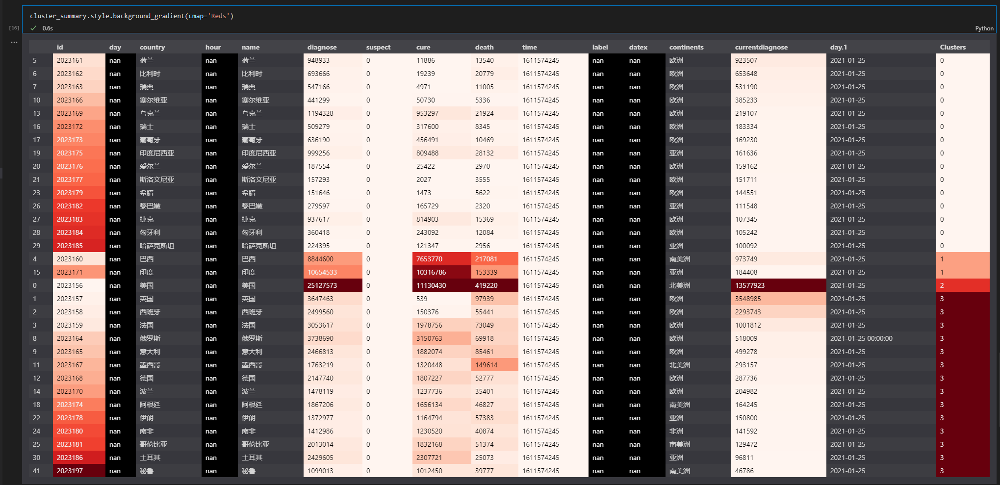 cluster_summary.style.background_gradient(cmap='Reds')
[16] ✓ 0.6s Python
...
id day country hour name diagnose suspect cure death time label datex continents currentdiagnose day.1 Clusters
5 2023161 nan 荷兰 nan 荷兰 948933 0 11886 13540 1611574245 nan nan 欧洲 923507 2021-01-25 0
6 2023162 nan 比利时 nan 比利时 693666 0 19239 20779 1611574245 nan nan 欧洲 653648 2021-01-25 0
7 2023163 nan 瑞典 nan 瑞典 547166 0 4971 11005 1611574245 nan nan 欧洲 531190 2021-01-25 0
10 2023166 nan 塞尔维亚 nan 塞尔维亚 441299 0 50730 5336 1611574245 nan nan 欧洲 385233 2021-01-25 0
13 2023169 nan 乌克兰 nan 乌克兰 1194328 0 953297 21924 1611574245 nan nan 欧洲 219107 2021-01-25 0
16 2023172 nan 瑞士 nan 瑞士 509279 0 317600 8345 1611574245 nan nan 欧洲 183334 2021-01-25 0
17 2023173 nan 葡萄牙 nan 葡萄牙 636190 0 456491 10469 1611574245 nan nan 欧洲 169230 2021-01-25 0
19 2023175 nan 印度尼西亚 nan 印度尼西亚 999256 0 809488 28132 1611574245 nan nan 亚洲 161636 2021-01-25 0
20 2023176 nan 爱尔兰 nan 爱尔兰 187554 0 25422 2970 1611574245 nan nan 欧洲 159162 2021-01-25 0
21 2023177 nan 斯洛文尼亚 nan 斯洛文尼亚 157293 0 2027 3555 1611574245 nan nan 欧洲 151711 2021-01-25 0
23 2023179 nan 希腊 nan 希腊 151646 0 1473 5622 1611574245 nan nan 欧洲 144551 2021-01-25 0
26 2023182 nan 黎巴嫩 nan 黎巴嫩 279597 0 165729 2320 1611574245 nan nan 亚洲 111548 2021-01-25 0
27 2023183 nan 捷克 nan 捷克 937617 0 814903 15369 1611574245 nan nan 欧洲 107345 2021-01-25 0
28 2023184 nan 匈牙利 nan 匈牙利 360418 0 243092 12084 1611574245 nan nan 欧洲 105242 2021-01-25 0
29 2023185 nan 哈萨克斯坦 nan 哈萨克斯坦 224395 0 121347 2956 1611574245 nan nan 亚洲 100092 2021-01-25 0
4 2023160 nan 巴西 nan 巴西 8844600 0 7653770 217081 1611574245 nan nan 南美洲 973749 2021-01-25 1
15 2023171 nan 印度 nan 印度 10654533 0 10316786 153339 1611574245 nan nan 亚洲 184408 2021-01-25 1
0 2023156 nan 美国 nan 美国 25127573 0 11130430 419220 1611574245 nan nan 北美洲 13577923 2021-01-25 2
1 2023157 nan 英国 nan 英国 3647463 0 539 97939 1611574245 nan nan 欧洲 3548985 2021-01-25 3
2 2023158 nan 西班牙 nan 西班牙 2499560 0 150376 55441 1611574245 nan nan 欧洲 2293743 2021-01-25 3
3 2023159 nan 法国 nan 法国 3053617 0 1978756 73049 1611574245 nan nan 欧洲 1001812 2021-01-25 3
8 2023164 nan 俄罗斯 nan 俄罗斯 3738690 0 3150763 69918 1611574245 nan nan 欧洲 518009 2021-01-25 00:00:00 3
9 2023165 nan 意大利 nan 意大利 2466813 0 1882074 85461 1611574245 nan nan 欧洲 499278 2021-01-25 3
11 2023167 nan 墨西哥 nan 墨西哥 1763219 0 1320448 149614 1611574245 nan nan 北美洲 293157 2021-01-25 3
12 2023168 nan 德国 nan 德国 2147740 0 1807227 52777 1611574245 nan nan 欧洲 287736 2021-01-25 3
14 2023170 nan 波兰 nan 波兰 1478119 0 1237736 35401 1611574245 nan nan 欧洲 204982 2021-01-25 3
18 2023174 nan 阿根廷 nan 阿根廷 1867206 0 1656134 46827 1611574245 nan nan 南美洲 164245 2021-01-25 3
22 2023178 nan 伊朗 nan 伊朗 1372977 0 1164794 57383 1611574245 nan nan 亚洲 150800 2021-01-25 3
24 2023180 nan 南非 nan 南非 1412986 0 1230520 40874 1611574245 nan nan 非洲 141592 2021-01-25 3
25 2023181 nan 哥伦比亚 nan 哥伦比亚 2013014 0 1832168 51374 1611574245 nan nan 南美洲 129472 2021-01-25 3
30 2023186 nan 土耳其 nan 土耳其 2429605 0 2307721 25073 1611574245 nan nan 亚洲 96811 2021-01-25 3
41 2023197 nan 秘鲁 nan 秘鲁 1099013 0 1012450 39777 1611574245 nan nan 南美洲 46786 2021-01-25 3